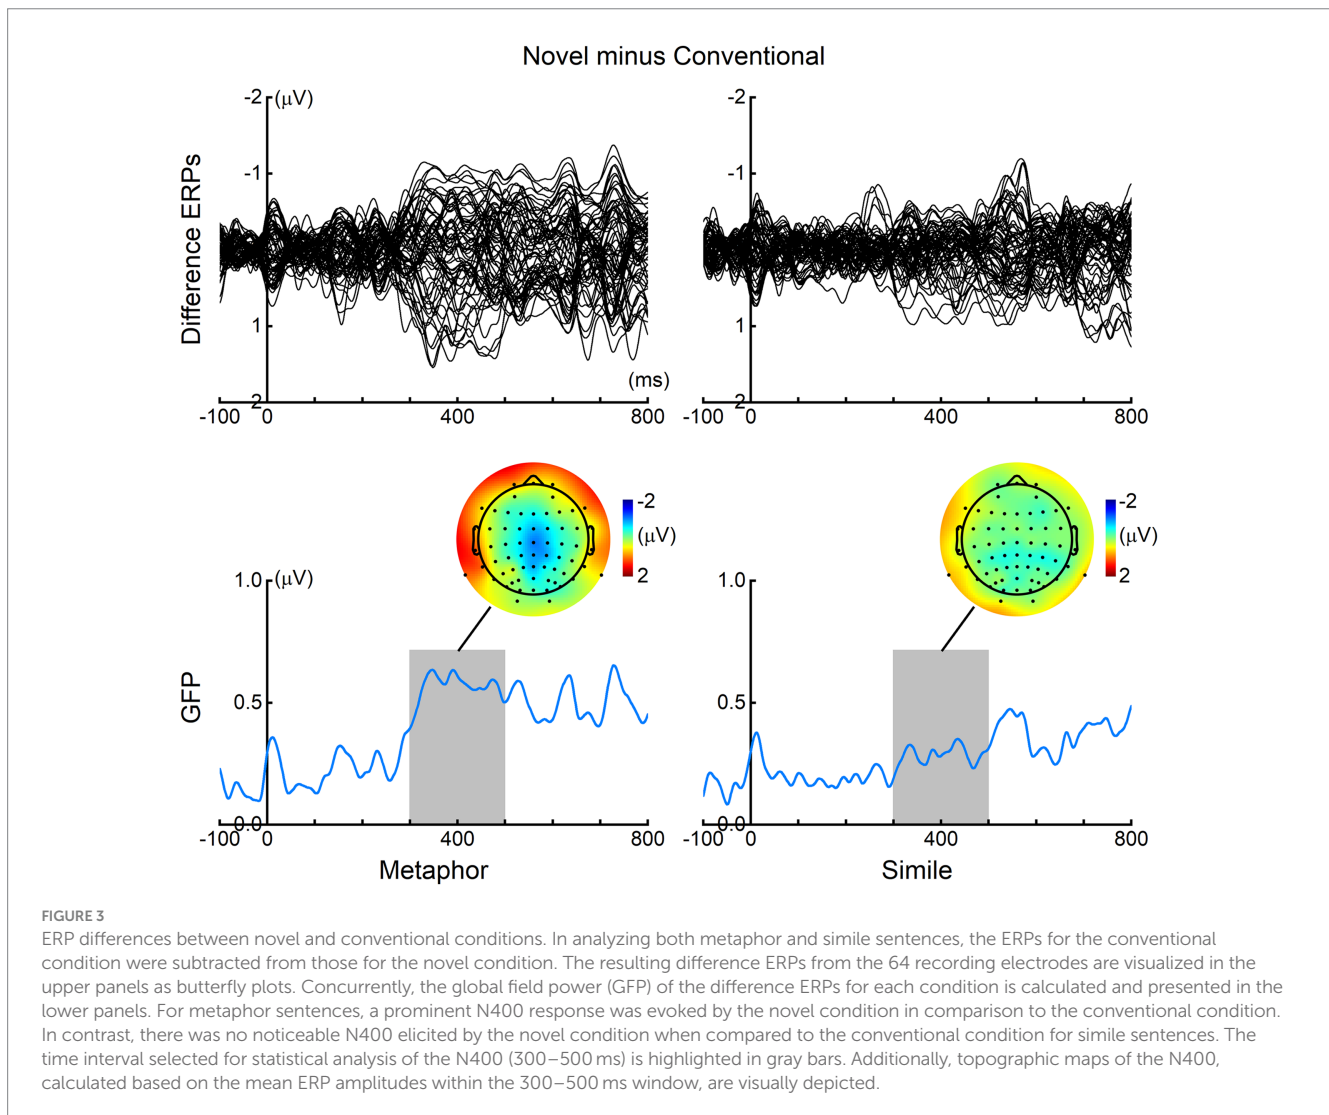 Novel minus Conventional
Difference ERPs
-2 (μV)
-1
1
2
-100 0 400 800
(ms)
-2 (μV)
-1
1
2
-100 0 400 800
-2
(μV)
2
-2
(μV)
2
GFP
1.0 (μV)
0.5
0.0
-100 0 400 800
Metaphor
1.0 (μV)
0.5
0.0
-100 0 400 800
Simile
FIGURE 3
ERP differences between novel and conventional conditions. In analyzing both metaphor and simile sentences, the ERPs for the conventional
condition were subtracted from those for the novel condition. The resulting difference ERPs from the 64 recording electrodes are visualized in the
upper panels as butterfly plots. Concurrently, the global field power (GFP) of the difference ERPs for each condition is calculated and presented in the
lower panels. For metaphor sentences, a prominent N400 response was evoked by the novel condition in comparison to the conventional condition.
In contrast, there was no noticeable N400 elicited by the novel condition when compared to the conventional condition for simile sentences. The
time interval selected for statistical analysis of the N400 (300–500 ms) is highlighted in gray bars. Additionally, topographic maps of the N400,
calculated based on the mean ERP amplitudes within the 300–500 ms window, are visually depicted.